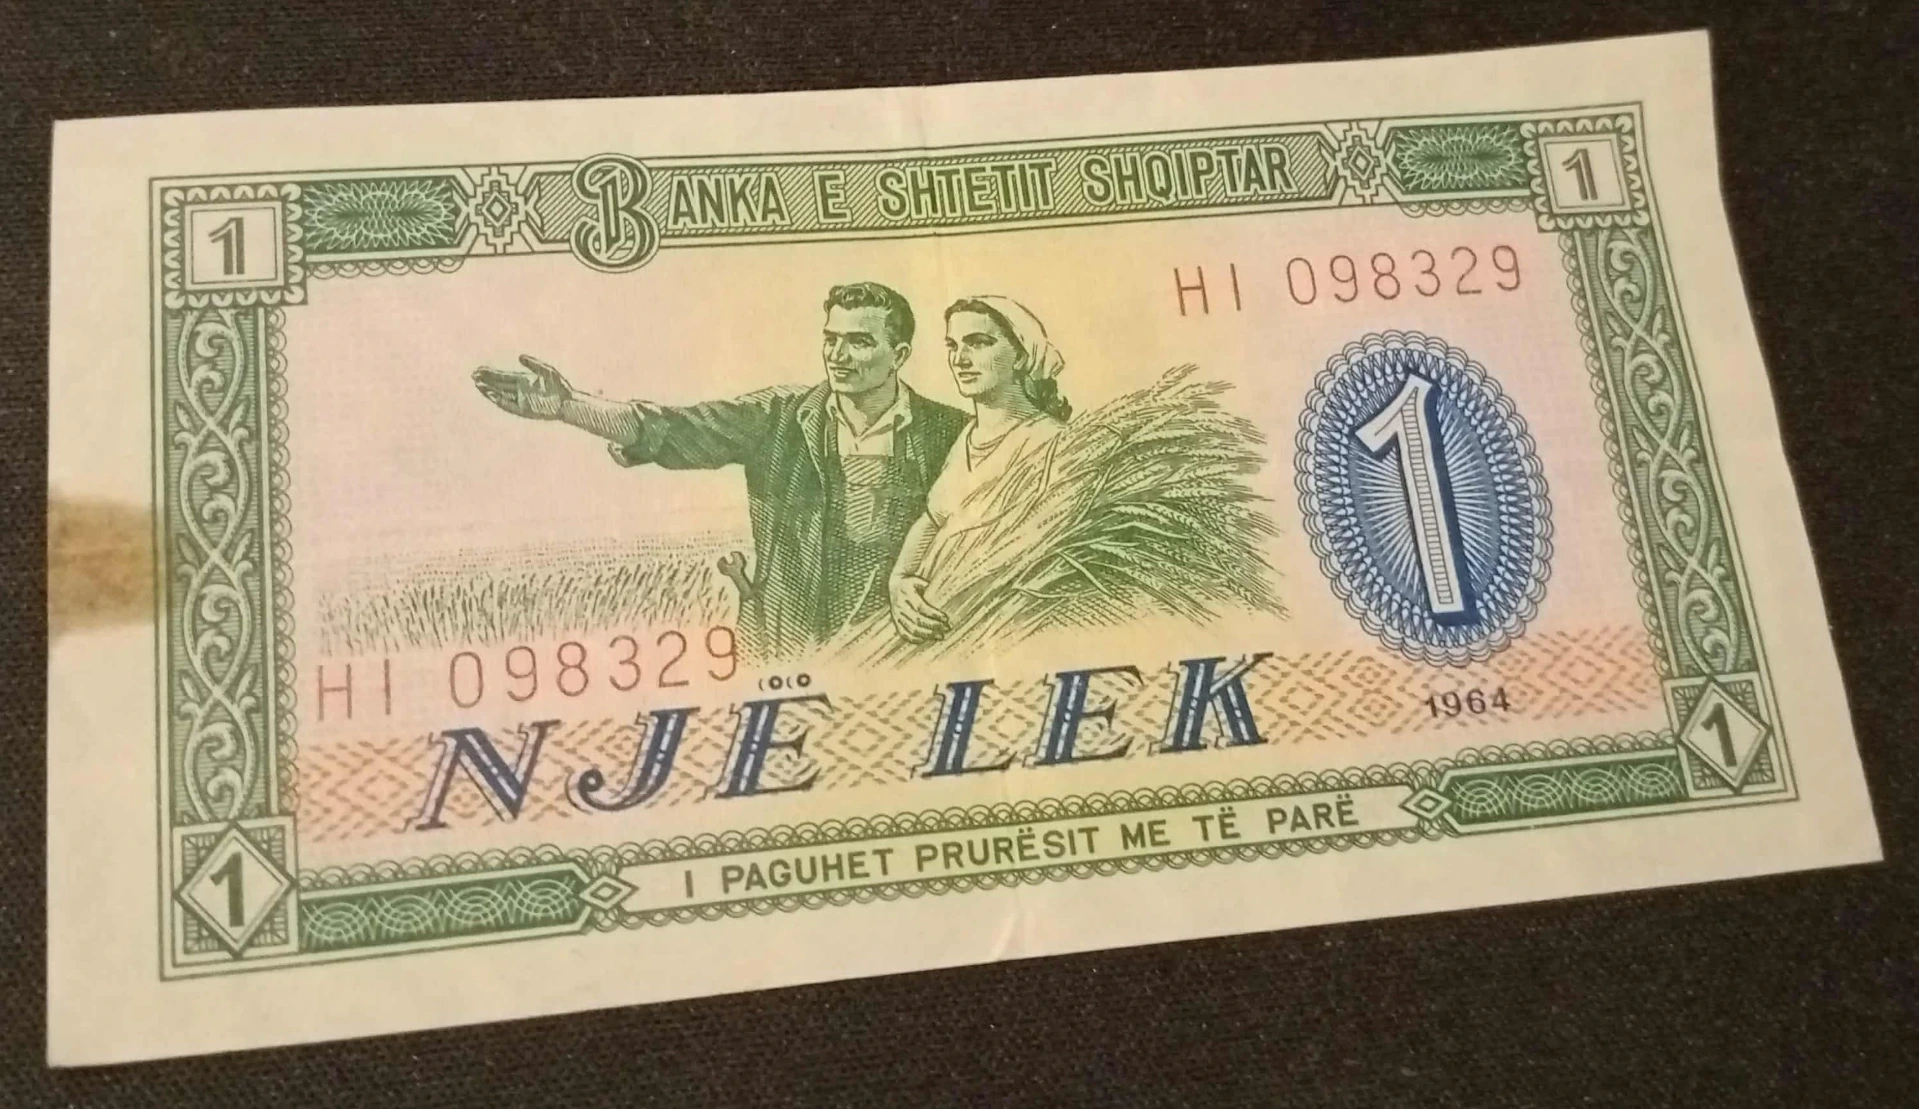 1
BANKA E SHTETIT SHQIPTAR
1
HI 098329
1
HI 098329
NJË LEK
1964
1
I PAGUHET PRURËSIT ME TË PARË
1